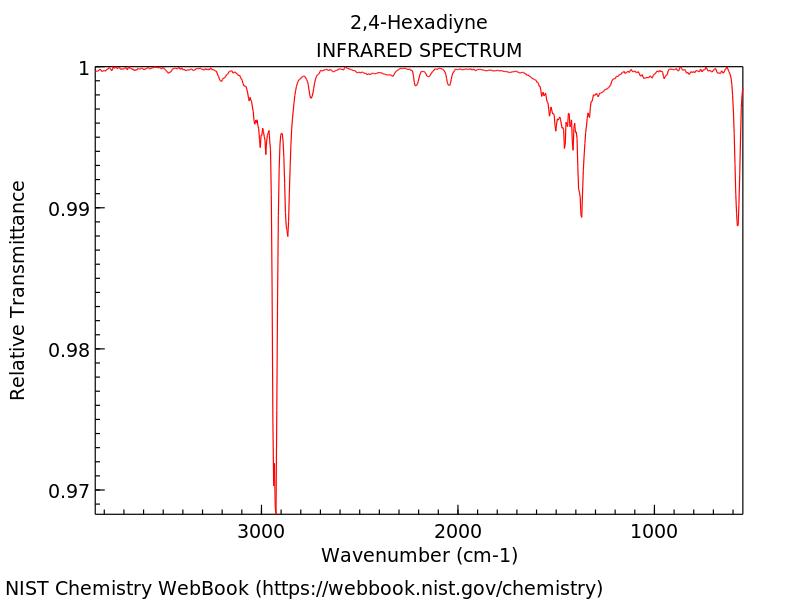 2,4-Hexadiyne
INFRARED SPECTRUM
1
0.99
0.98
0.97
Relative Transmittance
3000 2000 1000
Wavenumber (cm-1)
NIST Chemistry WebBook (https://webbook.nist.gov/chemistry)